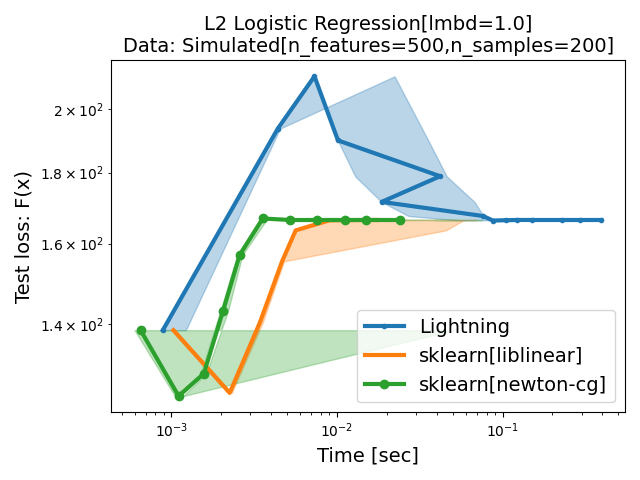 L2 Logistic Regression[lmbd=1.0]
Data: Simulated[n_features=500,n_samples=200]
Test loss: F(x)
2 × 10²
1.8 × 10²
1.6 × 10²
1.4 × 10²
Lightning
sklearn[liblinear]
sklearn[newton-cg]
10⁻³ 10⁻² 10⁻¹
Time [sec]